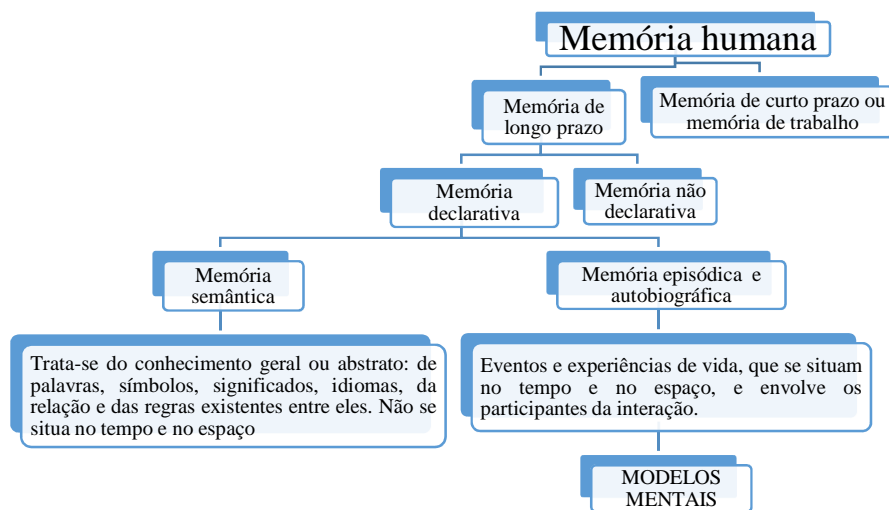 Memória humana
Memória de
longo prazo
Memória de curto prazo ou
memória de trabalho
Memória
declarativa
Memória não
declarativa
Memória
semântica
Memória episódica e
autobiográfica
Trata-se do conhecimento geral ou abstrato: de
palavras, símbolos, significados, idiomas, da
relação e das regras existentes entre eles. Não se
situa no tempo e no espaço
Eventos e experiências de vida, que se situam
no tempo e no espaço, e envolve os
participantes da interação.
MODELOS
MENTAIS